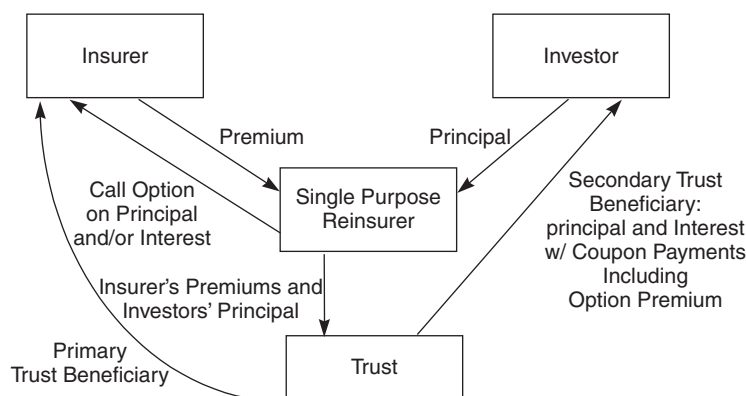 Insurer
Investor
Premium
Principal
Call Option
on Principal
and/or Interest
Single Purpose
Reinsurer
Secondary Trust
Beneficiary:
principal and Interest
w/ Coupon Payments
Including
Option Premium
Insurer's Premiums and
Investors' Principal
Primary
Trust Beneficiary
Trust